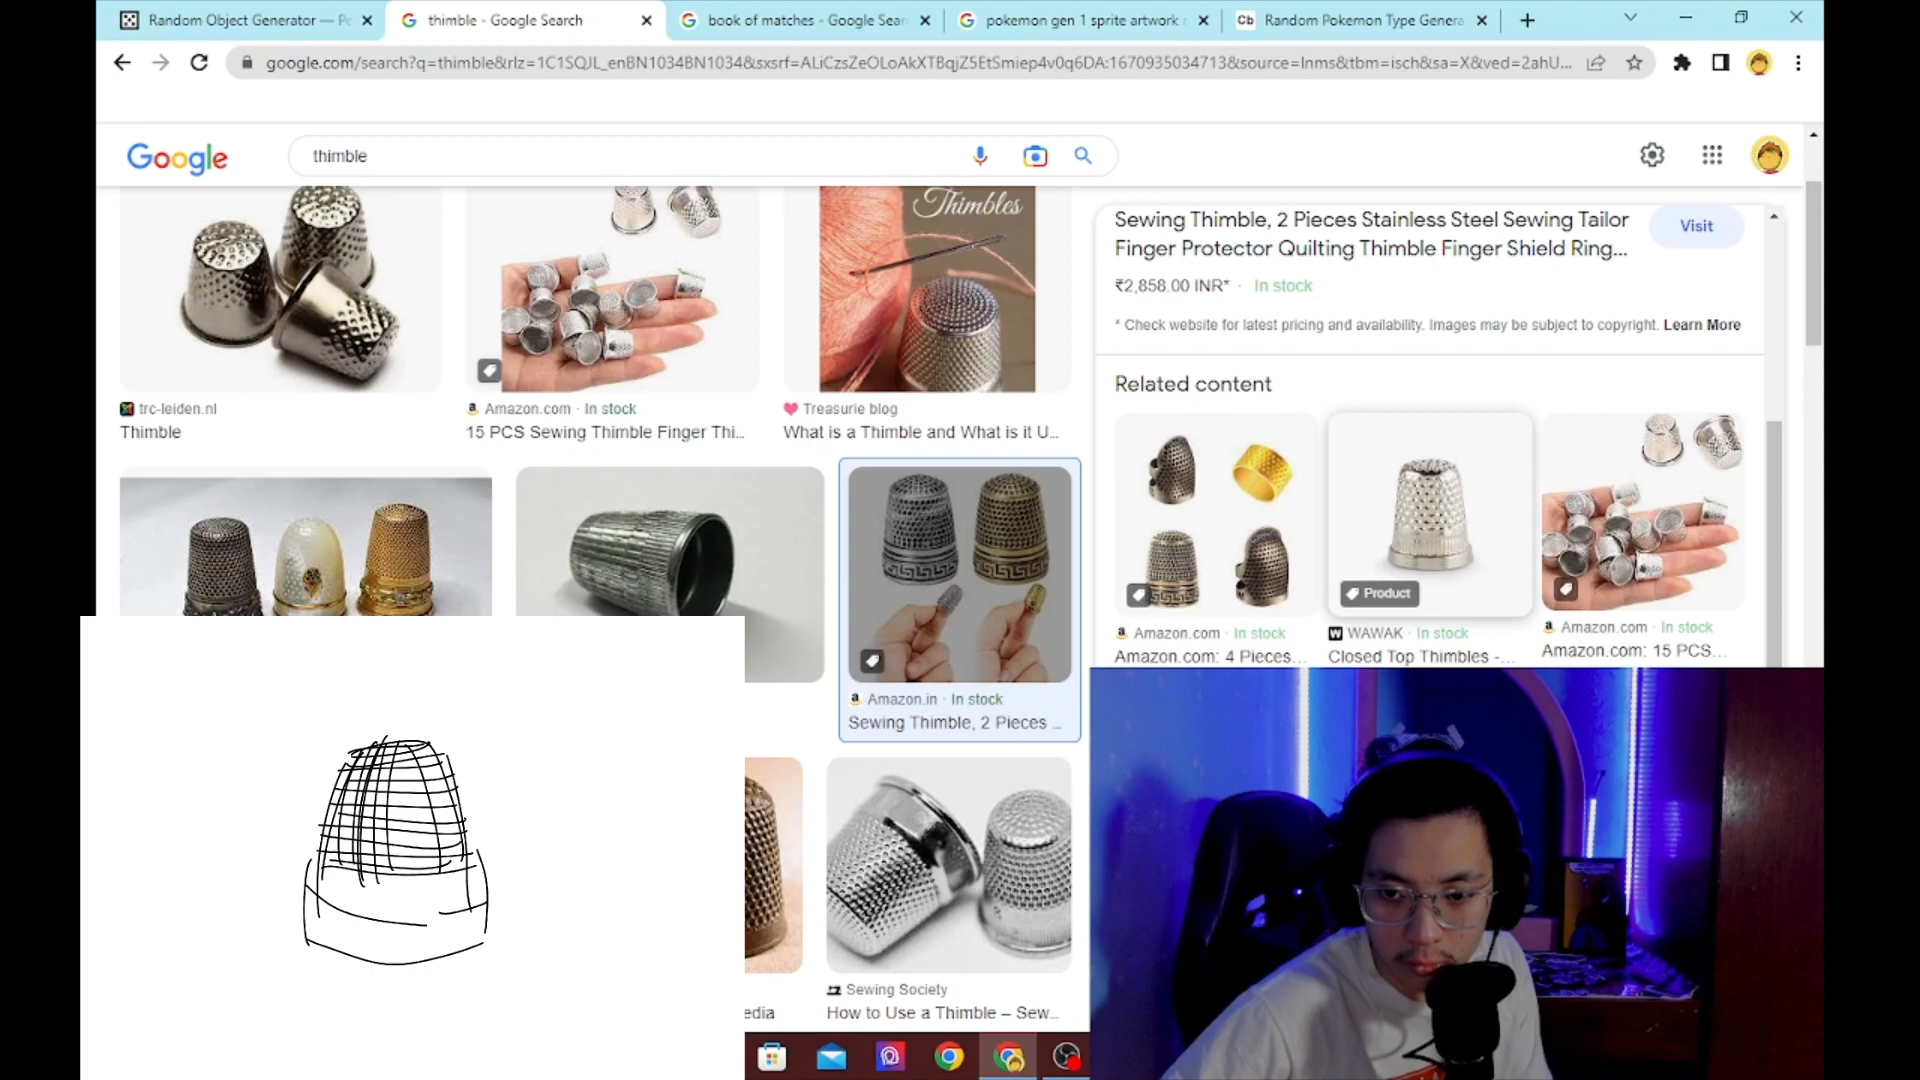 Random Object Generator — Pe
thimble - Google Search
book of matches - Google Sear
pokemon gen 1 sprite artwork
Random Pokemon Type Genera
google.com/search?q=thimble&rlz=1C1SQJL_enBN1034BN1034&sxsrf=ALiCzsZeOLoAkXTBqjZ5EtSmiep4v0q6DA:1670935034713&source=lnms&tbm=isch&sa=X&ved=2ahU...
Google
thimble
Thimbles
trc-leiden.nl
Thimble
Amazon.com · In stock
15 PCS Sewing Thimble Finger Thi...
Treasurie blog
What is a Thimble and What is it U...
Amazon.in · In stock
Sewing Thimble, 2 Pieces ...
edia
Sewing Society
How to Use a Thimble – Sew...
Sewing Thimble, 2 Pieces Stainless Steel Sewing Tailor
Finger Protector Quilting Thimble Finger Shield Ring...
Visit
₹2,858.00 INR* · In stock
* Check website for latest pricing and availability. Images may be subject to copyright. Learn More
Related content
Product
Amazon.com · In stock
Amazon.com: 4 Pieces...
WAWAK · In stock
Closed Top Thimbles -...
Amazon.com · In stock
Amazon.com: 15 PCS...